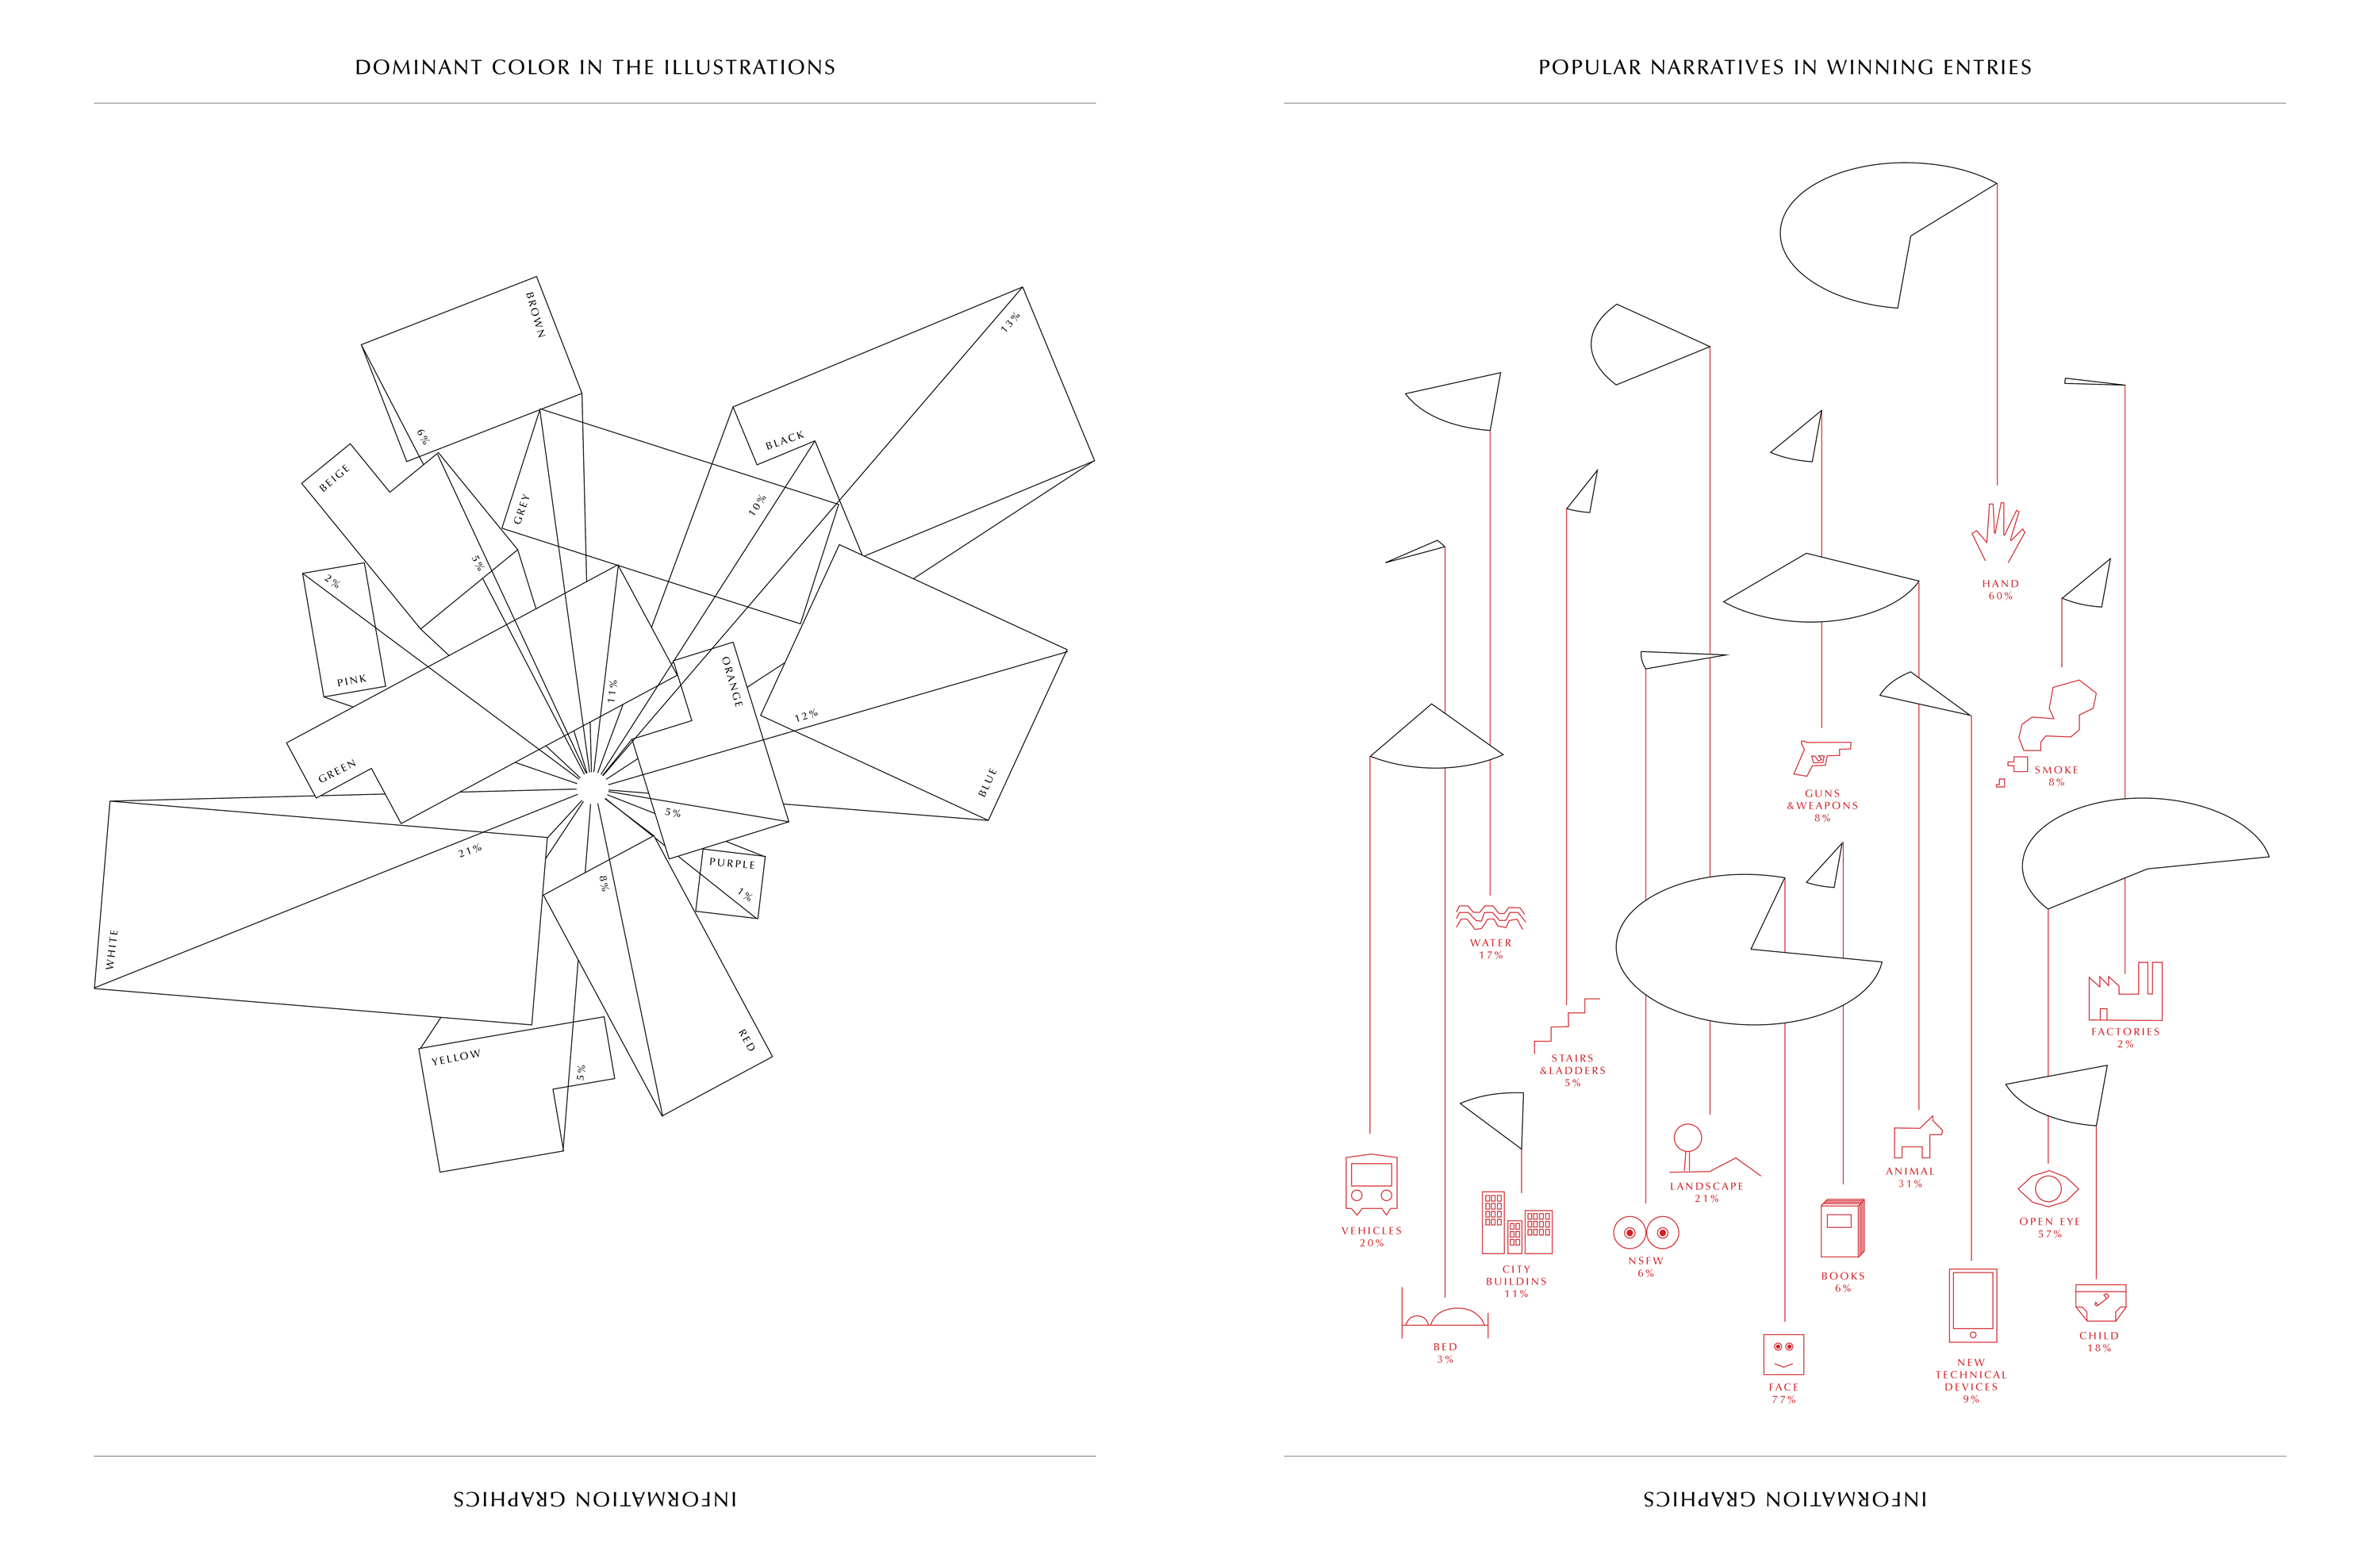 DOMINANT COLOR IN THE ILLUSTRATIONS
BROWN
6%
13%
BLACK
10%
BEIGE
GREY
5%
2%
PINK
11%
ORANGE
12%
BLUE
GREEN
5%
21%
WHITE
PURPLE
1%
8%
RED
YELLOW
5%
INFORMATION GRAPHICS
POPULAR NARRATIVES IN WINNING ENTRIES
HAND
60%
SMOKE
8%
GUNS
&WEAPONS
8%
WATER
17%
FACTORIES
2%
STAIRS
&LADDERS
5%
ANIMAL
31%
LANDSCAPE
21%
OPEN EYE
57%
VEHICLES
20%
NSFW
6%
CITY
BUILDINS
11%
BOOKS
6%
CHILD
18%
BED
3%
NEW
TECHNICAL
DEVICES
9%
FACE
77%
INFORMATION GRAPHICS